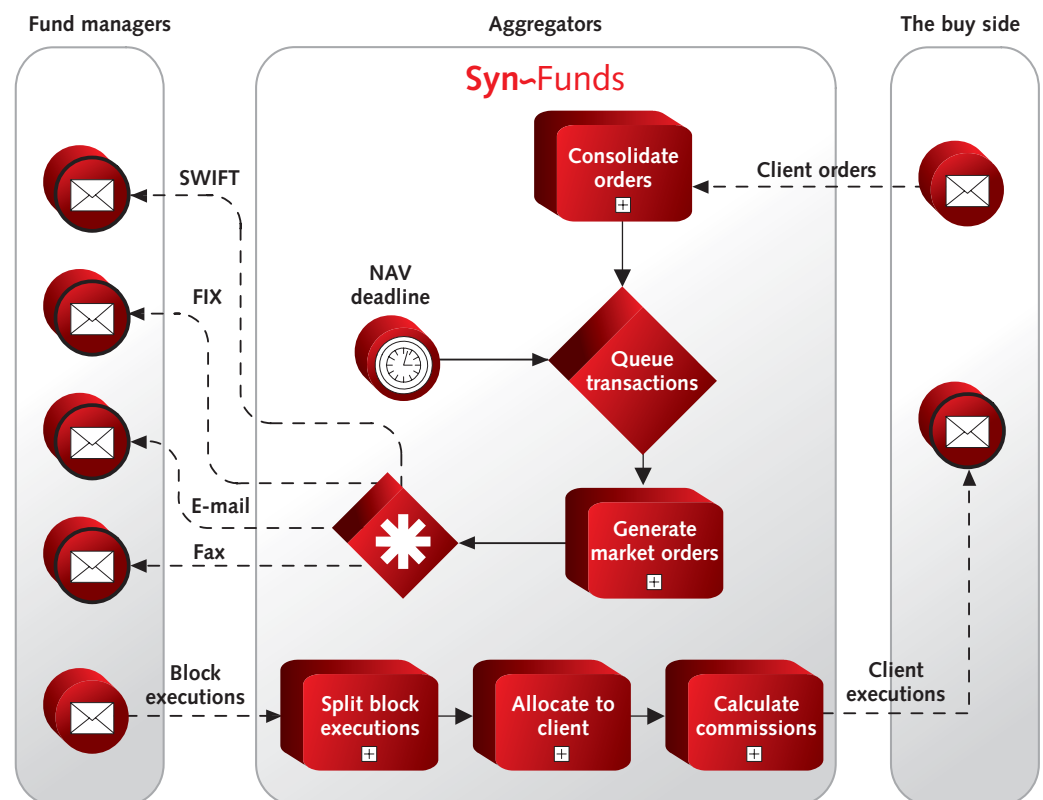 Fund managers
Aggregators
The buy side
Syn~Funds
Consolidate
orders
Client orders
SWIFT
NAV
deadline
FIX
Queue
transactions
E-mail
Generate
market orders
Fax
Block
executions
Split block
executions
Allocate to
client
Calculate
commissions
Client
executions